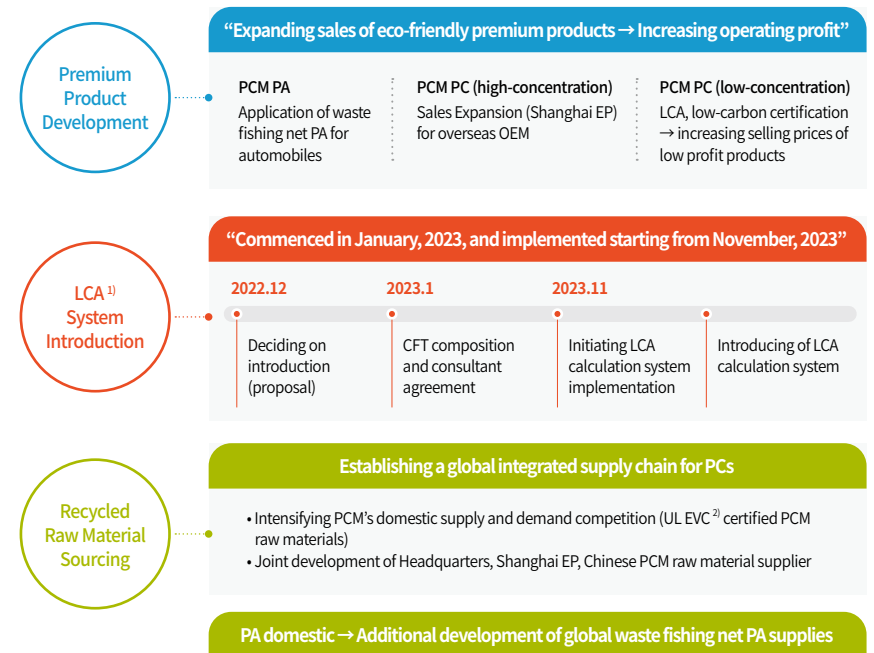 Premium
Product
Development
“Expanding sales of eco-friendly premium products → Increasing operating profit”
PCM PA
Application of waste
fishing net PA for
automobiles
PCM PC (high-concentration)
Sales Expansion (Shanghai EP)
for overseas OEM
PCM PC (low-concentration)
LCA, low-carbon certification
→ increasing selling prices of
low profit products
LCA 1)
System
Introduction
“Commenced in January, 2023, and implemented starting from November, 2023”
2022.12
Deciding on
introduction
(proposal)
2023.1
CFT composition
and consultant
agreement
2023.11
Initiating LCA
calculation system
implementation
Introducing of LCA
calculation system
Recycled
Raw Material
Sourcing
Establishing a global integrated supply chain for PCs
• Intensifying PCM’s domestic supply and demand competition (UL EVC 2) certified PCM
raw materials)
• Joint development of Headquarters, Shanghai EP, Chinese PCM raw material supplier
PA domestic → Additional development of global waste fishing net PA supplies